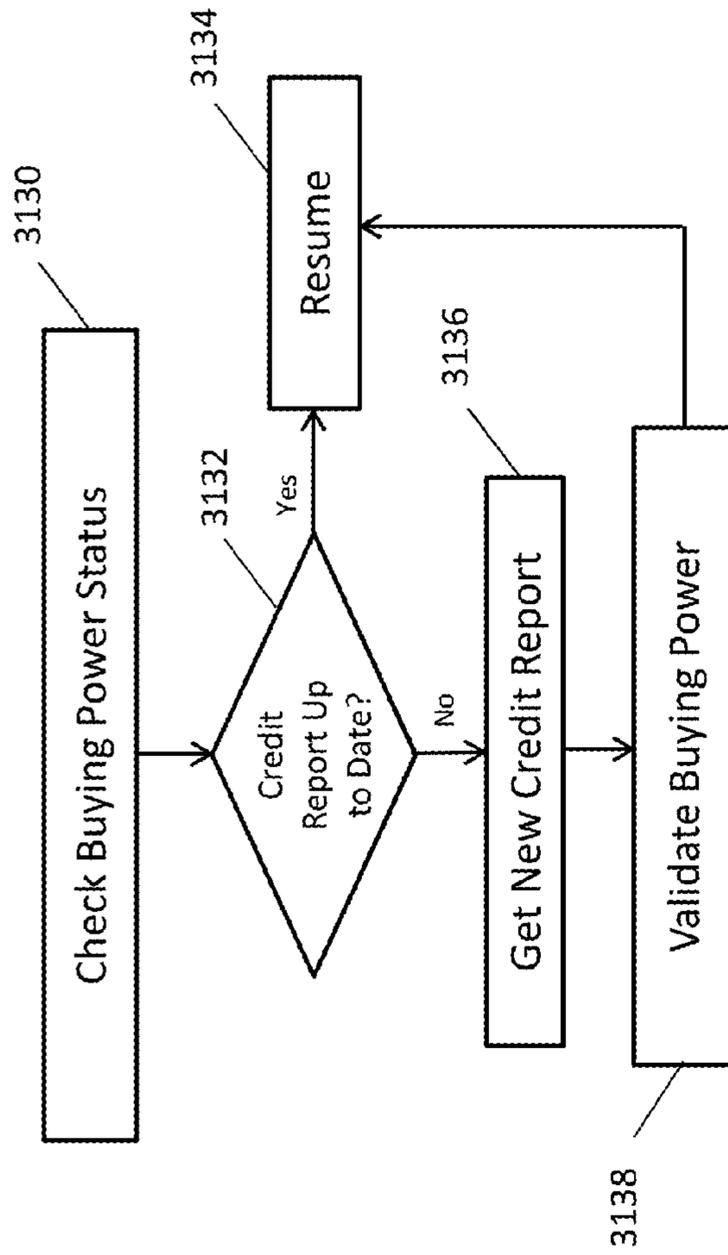 3130
Check Buying Power Status
3132
Credit
Report Up
to Date?
Yes
3134
Resume
No
3136
Get New Credit Report
3138
Validate Buying Power